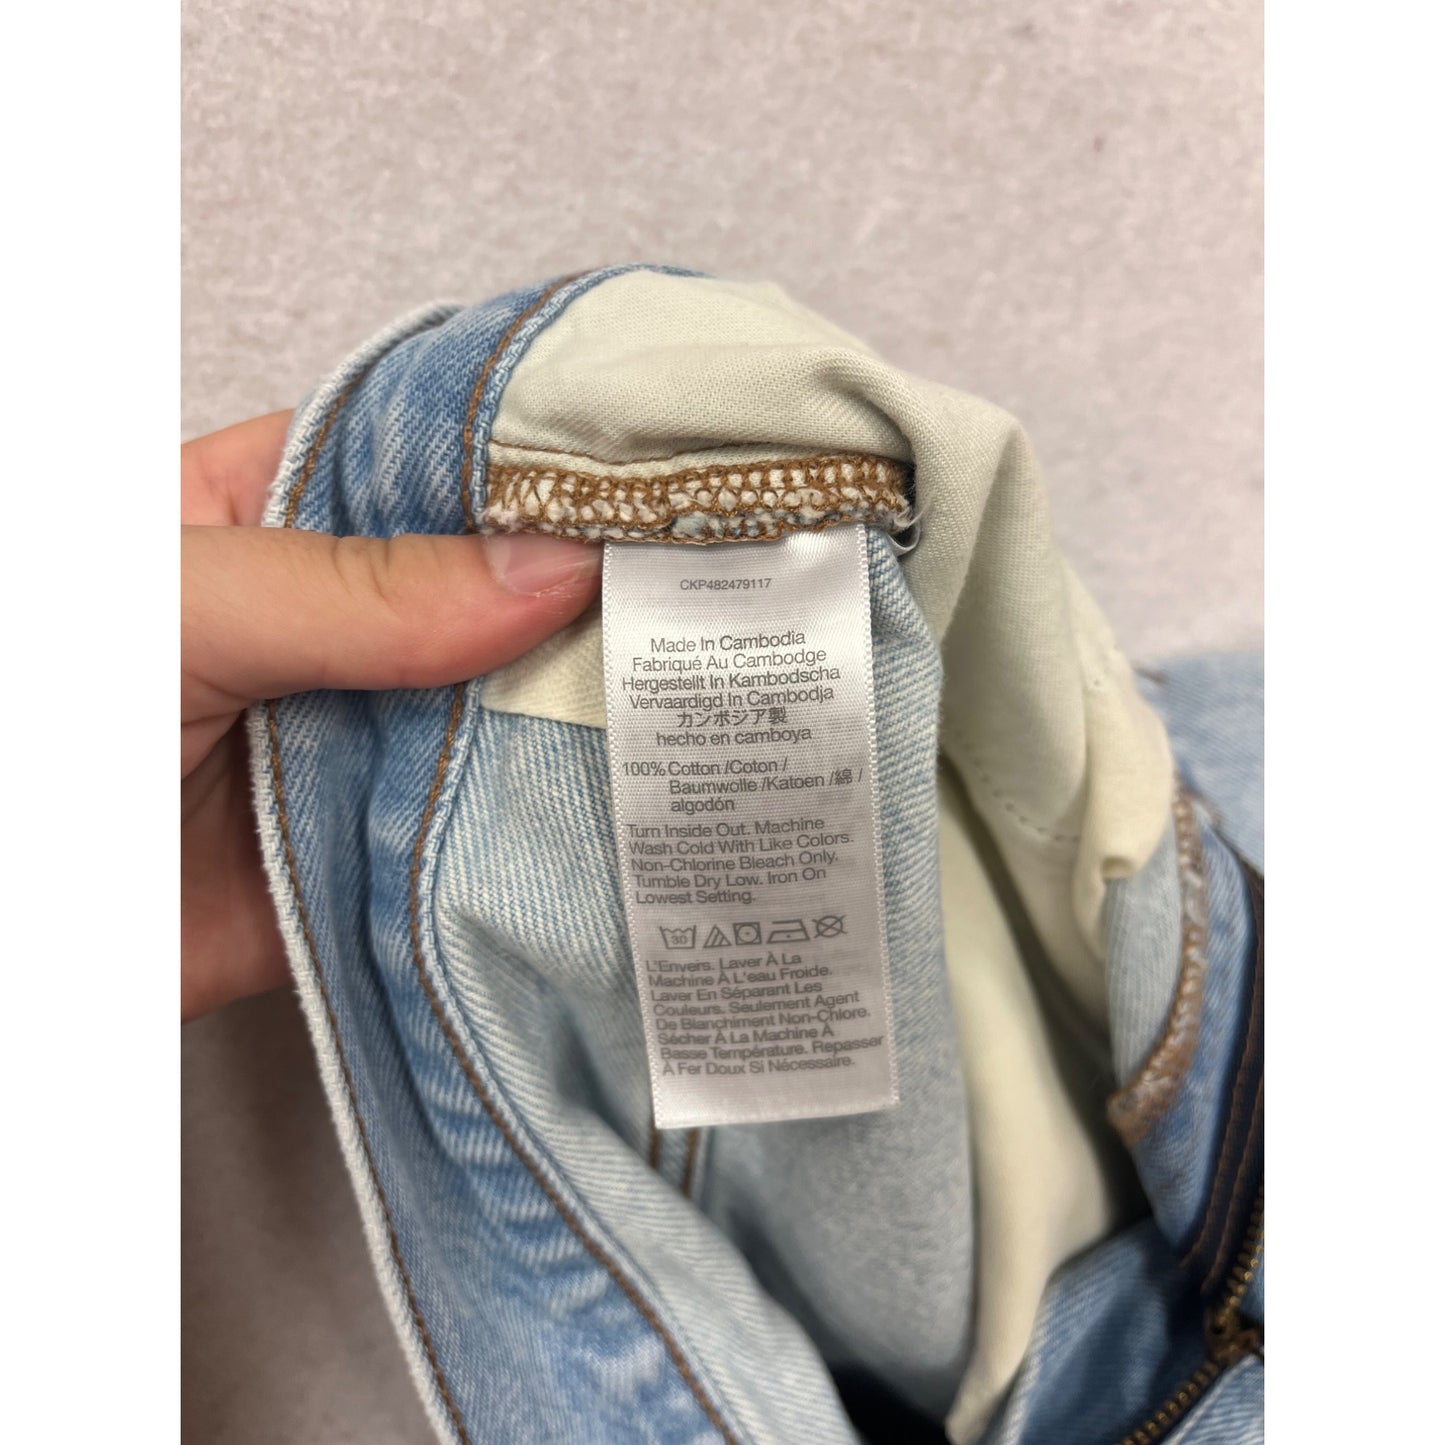 CKP482479117
Made In Cambodia
Fabriqué Au Cambodge
Hergestellt In Kambodscha
Vervaardigd In Cambodja
カンボジア製
hecho en camboya
100% Cotton /Coton /
Baumwolle /Katoen /綿 /
algodón
Turn Inside Out. Machine
Wash Cold With Like Colors.
Non-Chlorine Bleach Only.
Tumble Dry Low. Iron On
Lowest Setting.
30
L'Envers. Laver À La
Machine À L'eau Froide.
Laver En Séparant Les
Couleurs. Seulement Agent
De Blanchiment Non-Chlore.
Sécher À La Machine À
Basse Température. Repasser
À Fer Doux Si Nécessaire.